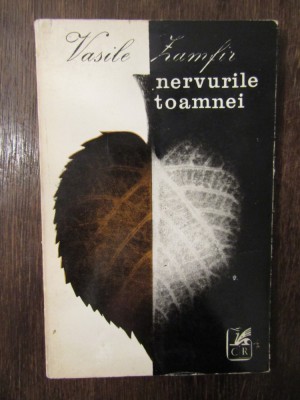 Vasile Zamfir
nervurile
toamnei
CR